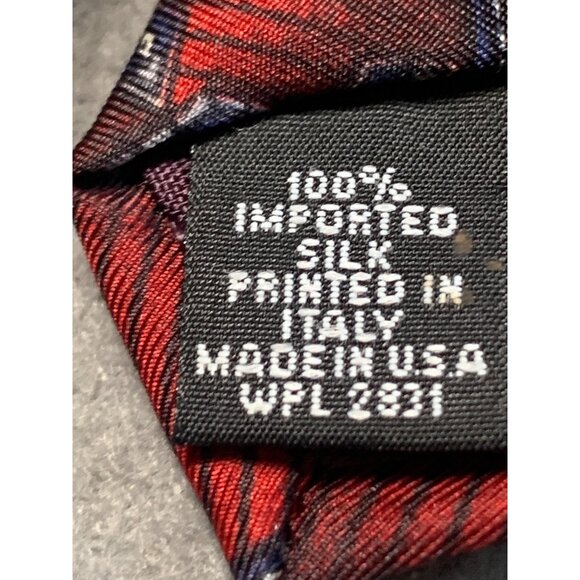 100%
IMPORTED
SILK
PRINTED IN
ITALY
MADE IN U.S.A
WPL 2831